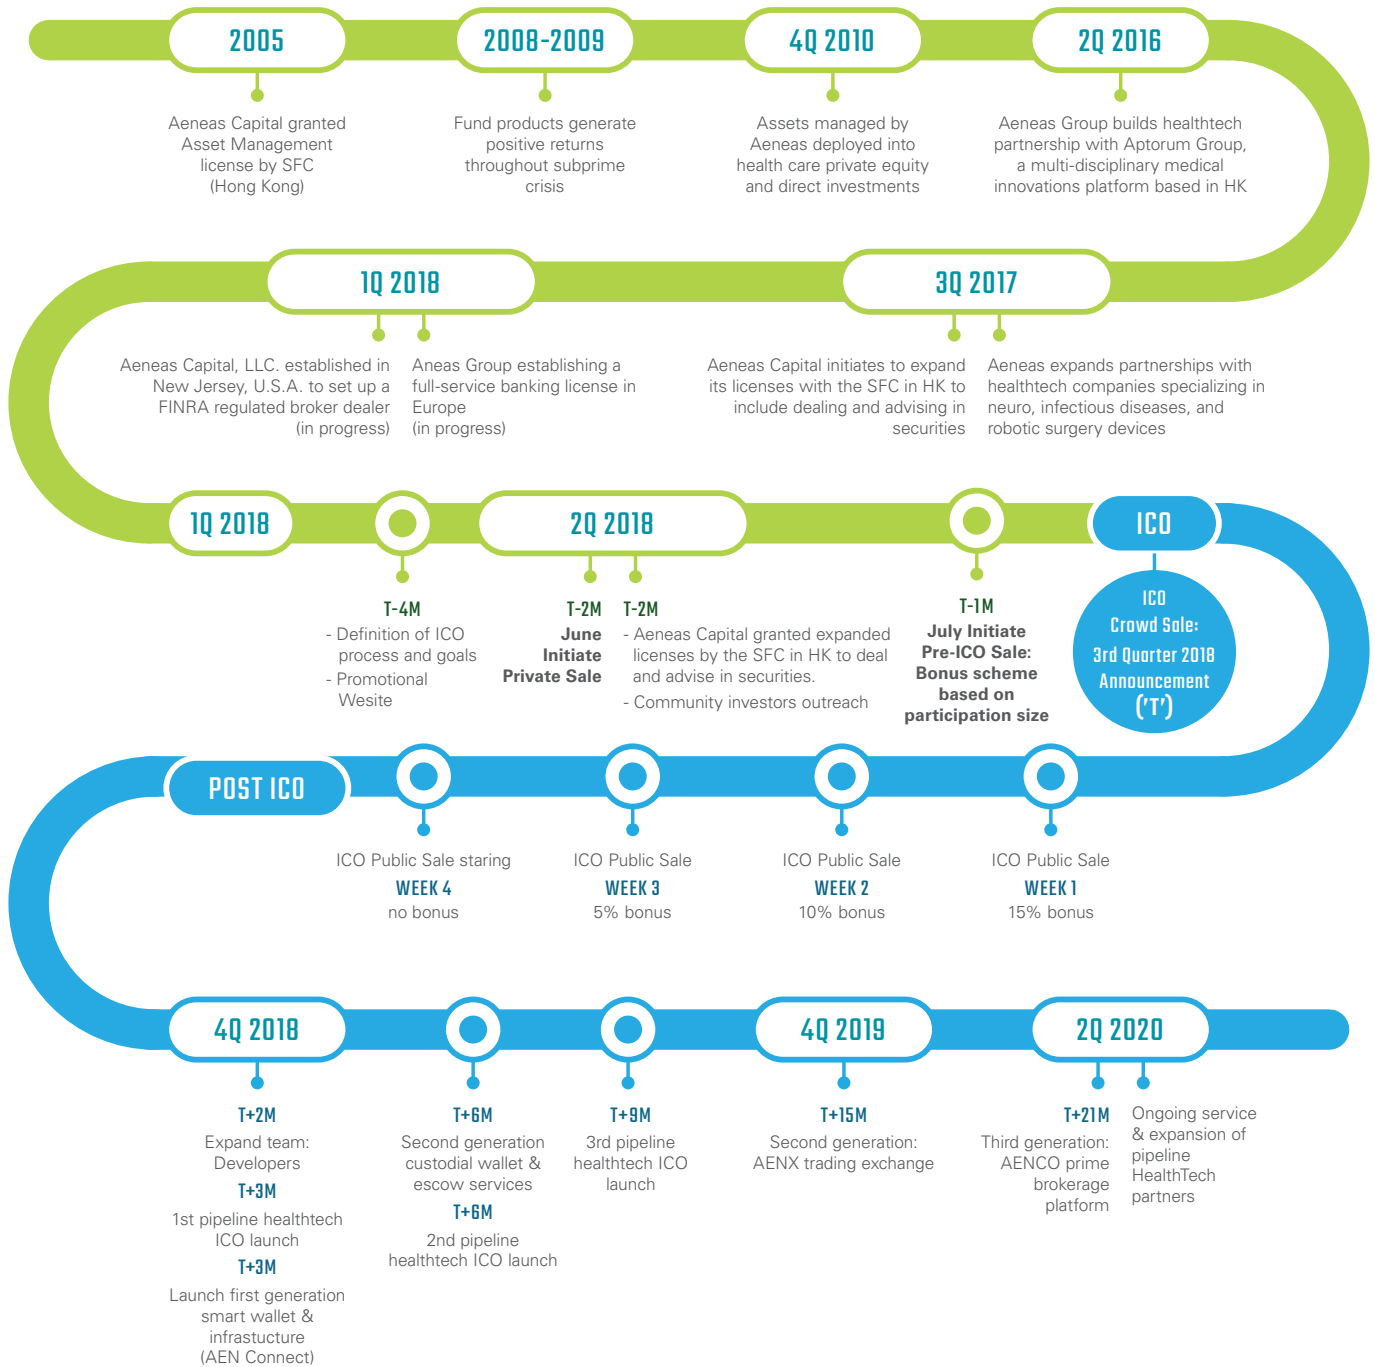 2005
Aeneas Capital granted
Asset Management
license by SFC
(Hong Kong)
2008-2009
Fund products generate
positive returns
throughout subprime
crisis
4Q 2010
Assets managed by
Aeneas deployed into
health care private equity
and direct investments
2Q 2016
Aeneas Group builds healthtech
partnership with Aptorum Group,
a multi-disciplinary medical
innovations platform based in HK
3Q 2017
Aeneas Capital initiates to expand
its licenses with the SFC in HK to
include dealing and advising in
securities
Aeneas expands partnerships with
healthtech companies specializing in
neuro, infectious diseases, and
robotic surgery devices
1Q 2018
Aeneas Capital, LLC. established in
New Jersey, U.S.A. to set up a
FINRA regulated broker dealer
(in progress)
Aneas Group establishing a
full-service banking license in
Europe
(in progress)
1Q 2018
T-4M
- Definition of ICO
process and goals
- Promotional
Wesite
2Q 2018
T-2M
June
Initiate
Private Sale
T-2M
- Aeneas Capital granted expanded
licenses by the SFC in HK to deal
and advise in securities.
- Community investors outreach
T-1M
July Initiate
Pre-ICO Sale:
Bonus scheme
based on
participation size
ICO
ICO
Crowd Sale:
3rd Quarter 2018
Announcement
('T')
ICO Public Sale
WEEK 1
15% bonus
ICO Public Sale
WEEK 2
10% bonus
ICO Public Sale
WEEK 3
5% bonus
ICO Public Sale staring
WEEK 4
no bonus
POST ICO
4Q 2018
T+2M
Expand team:
Developers
T+3M
1st pipeline healthtech
ICO launch
T+3M
Launch first generation
smart wallet &
infrastucture
(AEN Connect)
T+6M
Second generation
custodial wallet &
escow services
T+6M
2nd pipeline
healthtech ICO launch
T+9M
3rd pipeline
healthtech ICO
launch
4Q 2019
T+15M
Second generation:
AENX trading exchange
2Q 2020
T+21M
Third generation:
AENCO prime
brokerage
platform
Ongoing service
& expansion of
pipeline
HealthTech
partners